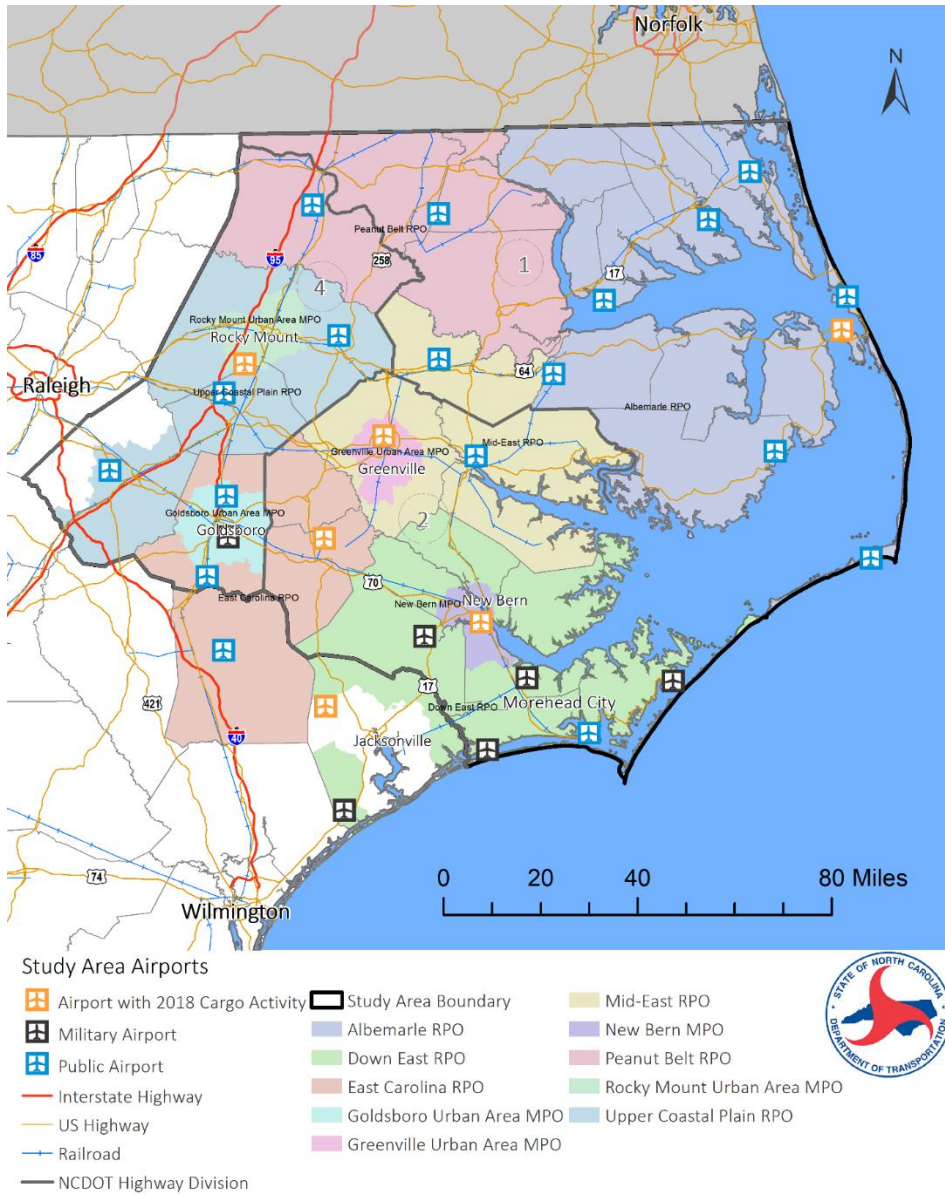 Norfolk
N
85
95
Peanut Belt RPO
258
1
17
4
Rocky Mount Urban Area MPO
Rocky Mount
64
Raleigh
Upper Coastal Plain RPO
Albemarle RPO
Mid-East RPO
Greenville Urban Area MPO
Greenville
Goldsboro Urban Area MPO
Goldsboro
2
70
East Carolina RPO
New Bern MPO
New Bern
17
421
Down East RPO
Morehead City
40
Jacksonville
74
Wilmington
0 20 40 80 Miles
Study Area Airports
Airport with 2018 Cargo Activity
Military Airport
Public Airport
Interstate Highway
US Highway
Railroad
NCDOT Highway Division
Study Area Boundary
Albemarle RPO
Down East RPO
East Carolina RPO
Goldsboro Urban Area MPO
Greenville Urban Area MPO
Mid-East RPO
New Bern MPO
Peanut Belt RPO
Rocky Mount Urban Area MPO
Upper Coastal Plain RPO
STATE OF NORTH CAROLINA
DEPARTMENT OF TRANSPORTATION